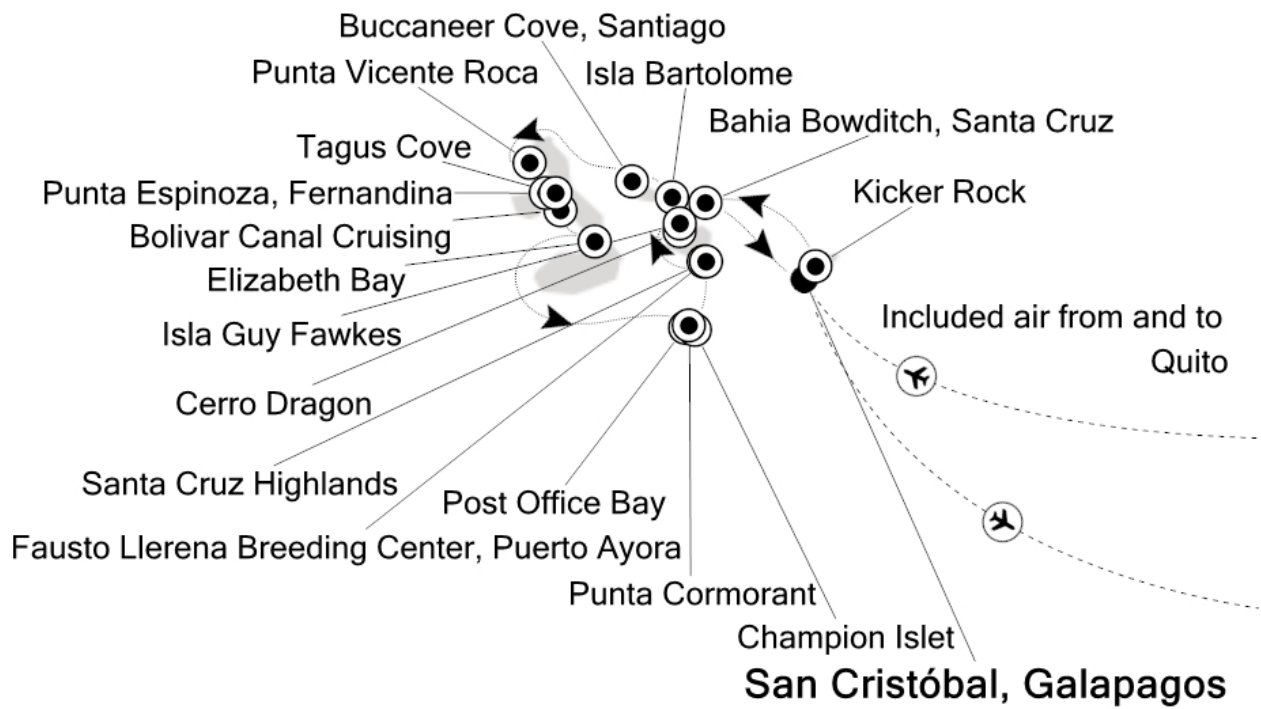 Buccaneer Cove, Santiago
Punta Vicente Roca
Isla Bartolome
Bahia Bowditch, Santa Cruz
Tagus Cove
Punta Espinoza, Fernandina
Kicker Rock
Bolivar Canal Cruising
Elizabeth Bay
Isla Guy Fawkes
Included air from and to
Quito
Cerro Dragon
Santa Cruz Highlands
Post Office Bay
Fausto Llerena Breeding Center, Puerto Ayora
Punta Cormorant
Champion Islet
San Cristóbal, Galapagos